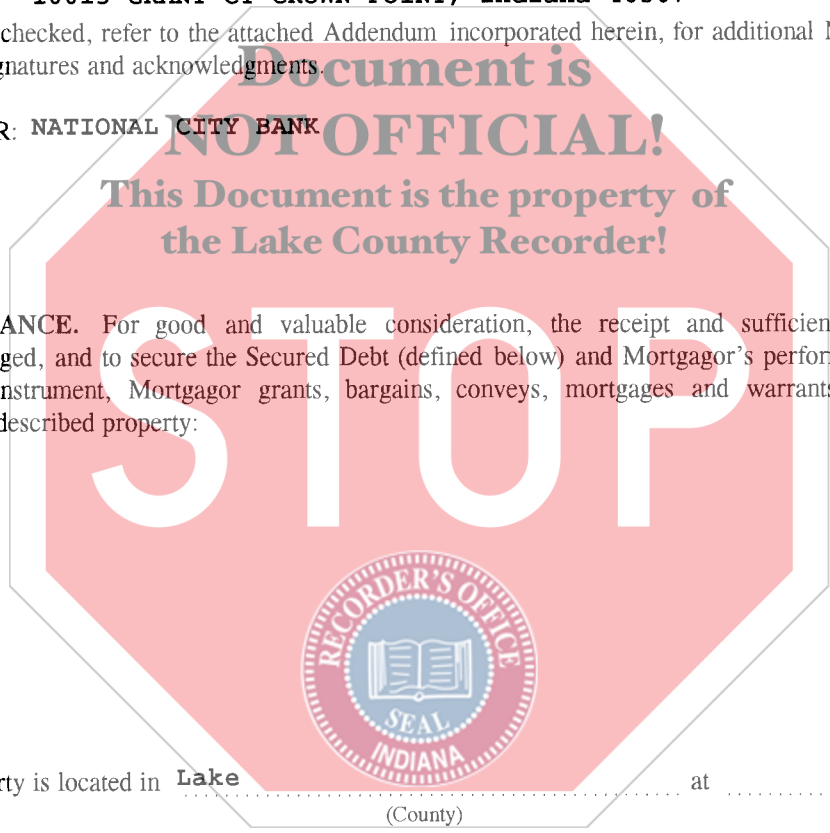 checked, refer to the attached Addendum incorporated herein, for additional
gnatures and acknowledgments.
Document is
R: NATIONAL CITY BANK
NOT OFFICIAL!
This Document is the property of
the Lake County Recorder!
ANCE. For good and valuable consideration, the receipt and sufficien
ged, and to secure the Secured Debt (defined below) and Mortgagor's perfor
nstrument, Mortgagor grants, bargains, conveys, mortgages and warrants
described property:
STOP
RECORDER'S OFFICE
SEAL
INDIANA
rty is located in Lake at
(County)